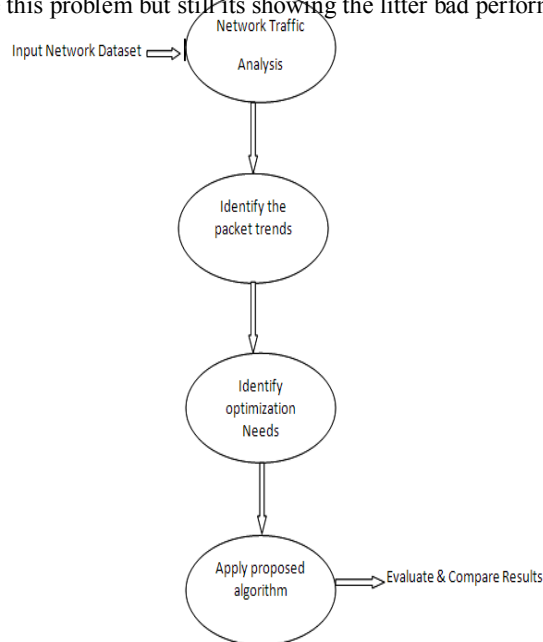 this problem but still its showing the litter bad perform
Network Traffic
Input Network Dataset
Analysis
Identify the
packet trends
Identify
optimization
Needs
Apply proposed
algorithm
Evaluate & Compare Results